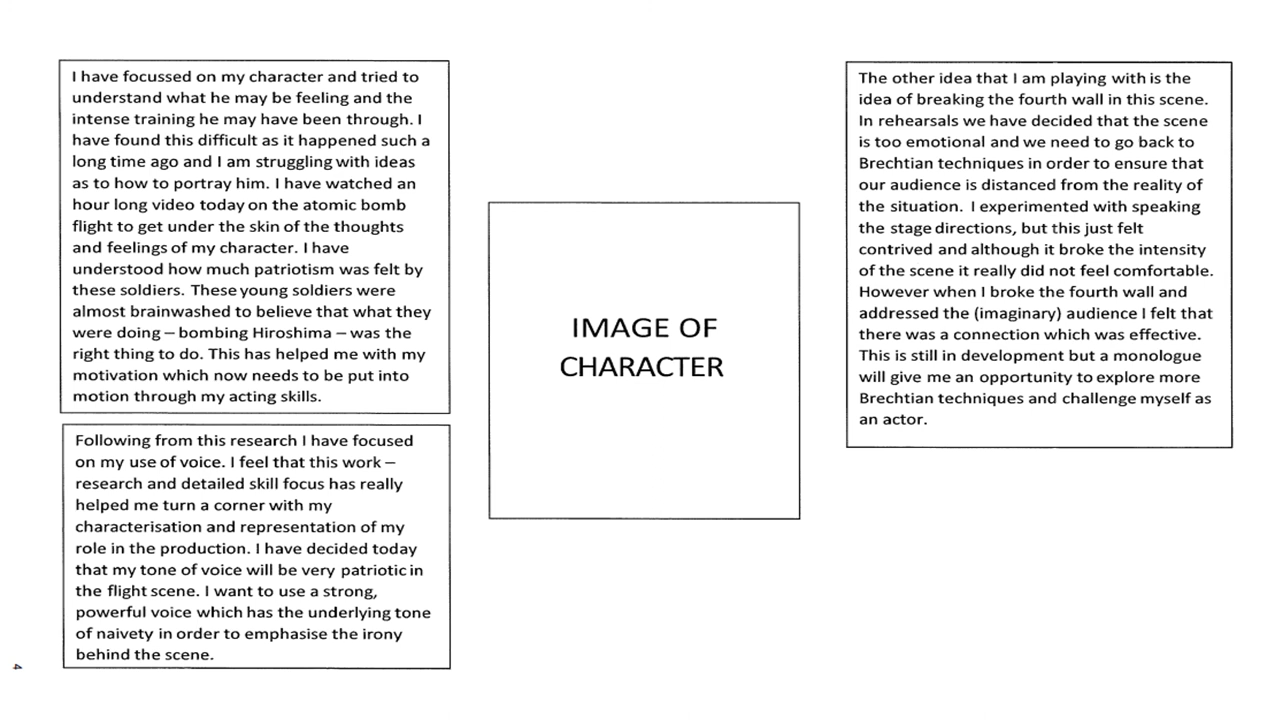 I have focussed on my character and tried to
understand what he may be feeling and the
intense training he may have been through. I
have found this difficult as it happened such a
long time ago and I am struggling with ideas
as to how to portray him. I have watched an
hour long video today on the atomic bomb
flight to get under the skin of the thoughts
and feelings of my character. I have
understood how much patriotism was felt by
these soldiers. These young soldiers were
almost brainwashed to believe that what they
were doing – bombing Hiroshima – was the
right thing to do. This has helped me with my
motivation which now needs to be put into
motion through my acting skills.
Following from this research I have focused
on my use of voice. I feel that this work –
research and detailed skill focus has really
helped me turn a corner with my
characterisation and representation of my
role in the production. I have decided today
that my tone of voice will be very patriotic in
the flight scene. I want to use a strong,
powerful voice which has the underlying tone
of naivety in order to emphasise the irony
behind the scene.
IMAGE OF
CHARACTER
The other idea that I am playing with is the
idea of breaking the fourth wall in this scene.
In rehearsals we have decided that the scene
is too emotional and we need to go back to
Brechtian techniques in order to ensure that
our audience is distanced from the reality of
the situation. I experimented with speaking
the stage directions, but this just felt
contrived and although it broke the intensity
of the scene it really did not feel comfortable.
However when I broke the fourth wall and
addressed the (imaginary) audience I felt that
there was a connection which was effective.
This is still in development but a monologue
will give me an opportunity to explore more
Brechtian techniques and challenge myself as
an actor.
4